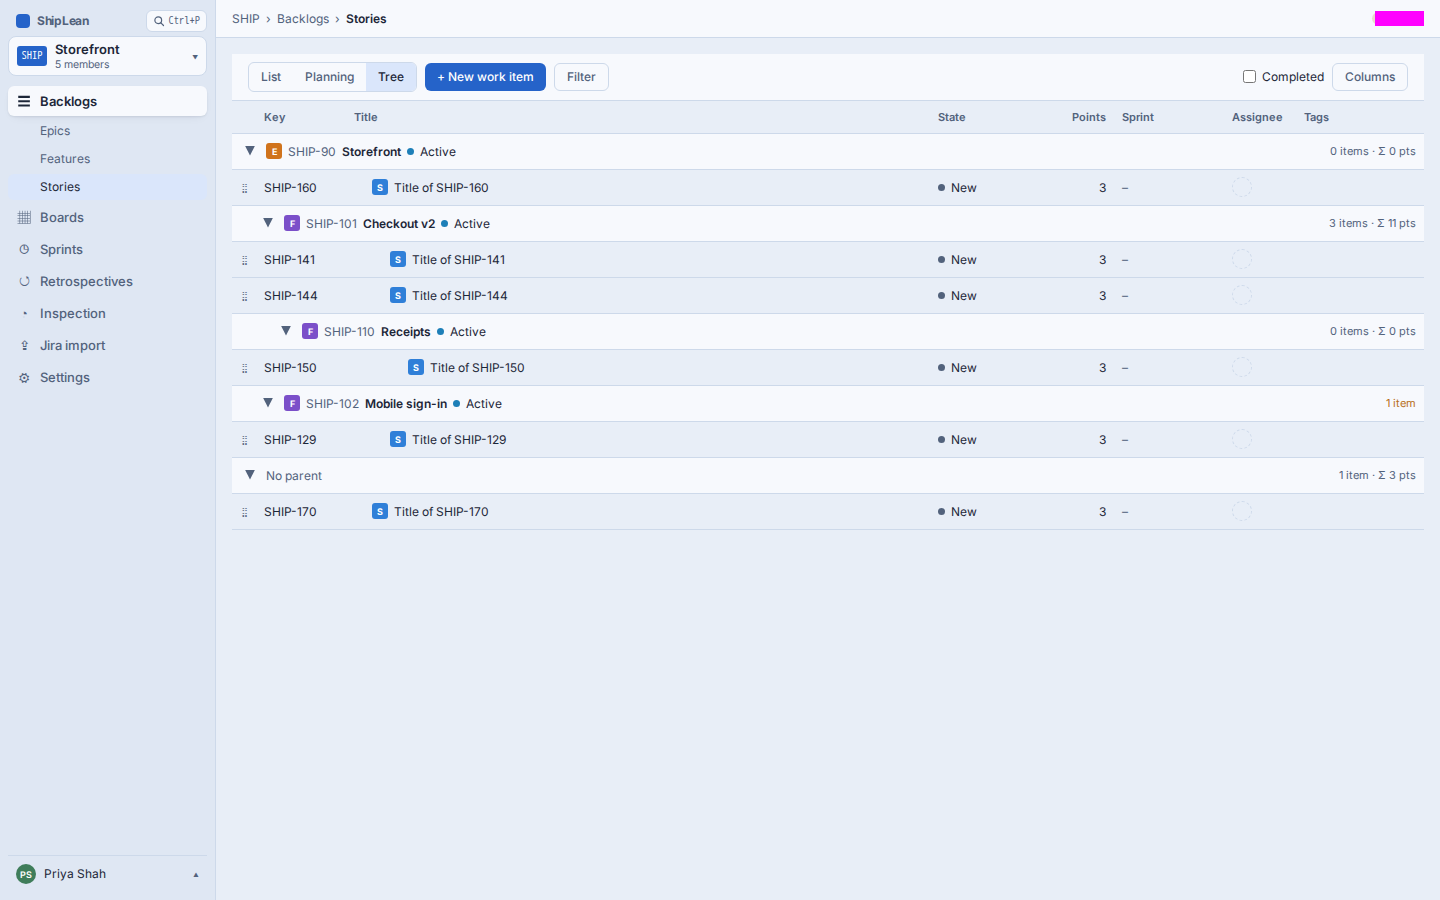 ShipLean Ctrl+P
SHIP Storefront
5 members
Backlogs
Epics
Features
Stories
Boards
Sprints
Retrospectives
Inspection
Jira import
Settings
PS Priya Shah
SHIP › Backlogs › Stories
List Planning Tree + New work item Filter Completed Columns
Key Title State Points Sprint Assignee Tags
E SHIP-90 Storefront Active 0 items · Σ 0 pts
SHIP-160 S Title of SHIP-160 New 3 –
F SHIP-101 Checkout v2 Active 3 items · Σ 11 pts
SHIP-141 S Title of SHIP-141 New 3 –
SHIP-144 S Title of SHIP-144 New 3 –
F SHIP-110 Receipts Active 0 items · Σ 0 pts
SHIP-150 S Title of SHIP-150 New 3 –
F SHIP-102 Mobile sign-in Active 1 item
SHIP-129 S Title of SHIP-129 New 3 –
No parent 1 item · Σ 3 pts
SHIP-170 S Title of SHIP-170 New 3 –